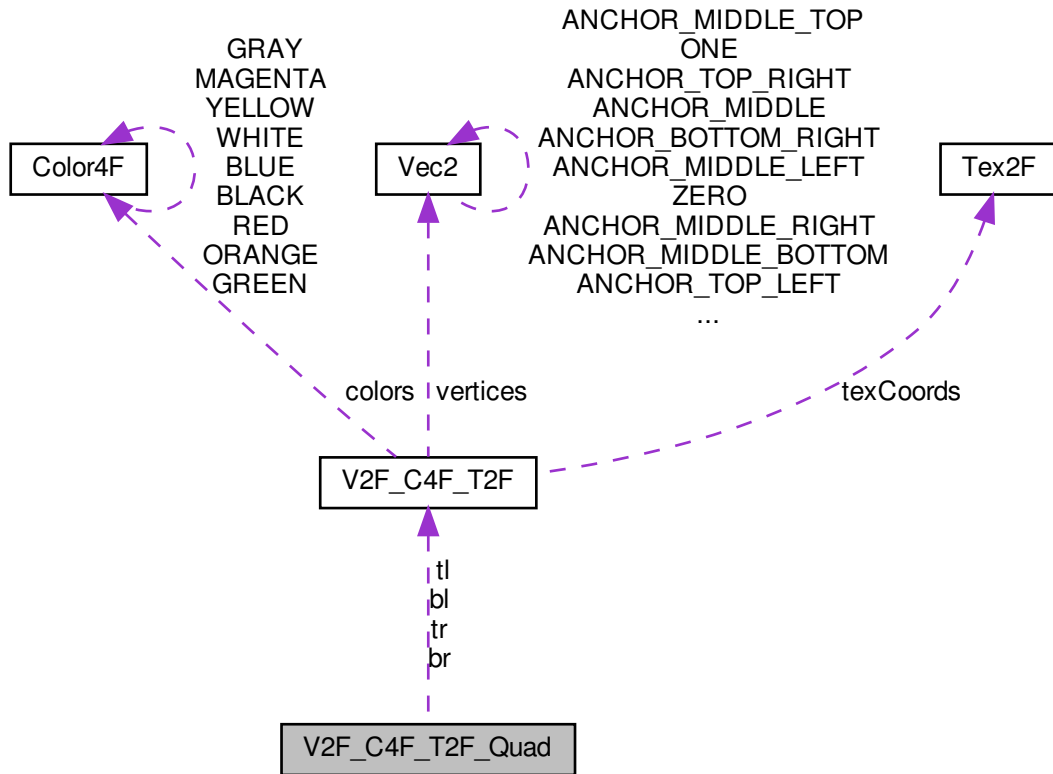 GRAY
MAGENTA
YELLOW
WHITE
BLUE
BLACK
RED
ORANGE
GREEN
ANCHOR_MIDDLE_TOP
ONE
ANCHOR_TOP_RIGHT
ANCHOR_MIDDLE
ANCHOR_BOTTOM_RIGHT
ANCHOR_MIDDLE_LEFT
ZERO
ANCHOR_MIDDLE_RIGHT
ANCHOR_MIDDLE_BOTTOM
ANCHOR_TOP_LEFT
...
Color4F
Vec2
Tex2F
colors
vertices
texCoords
V2F_C4F_T2F
tl
bl
tr
br
V2F_C4F_T2F_Quad